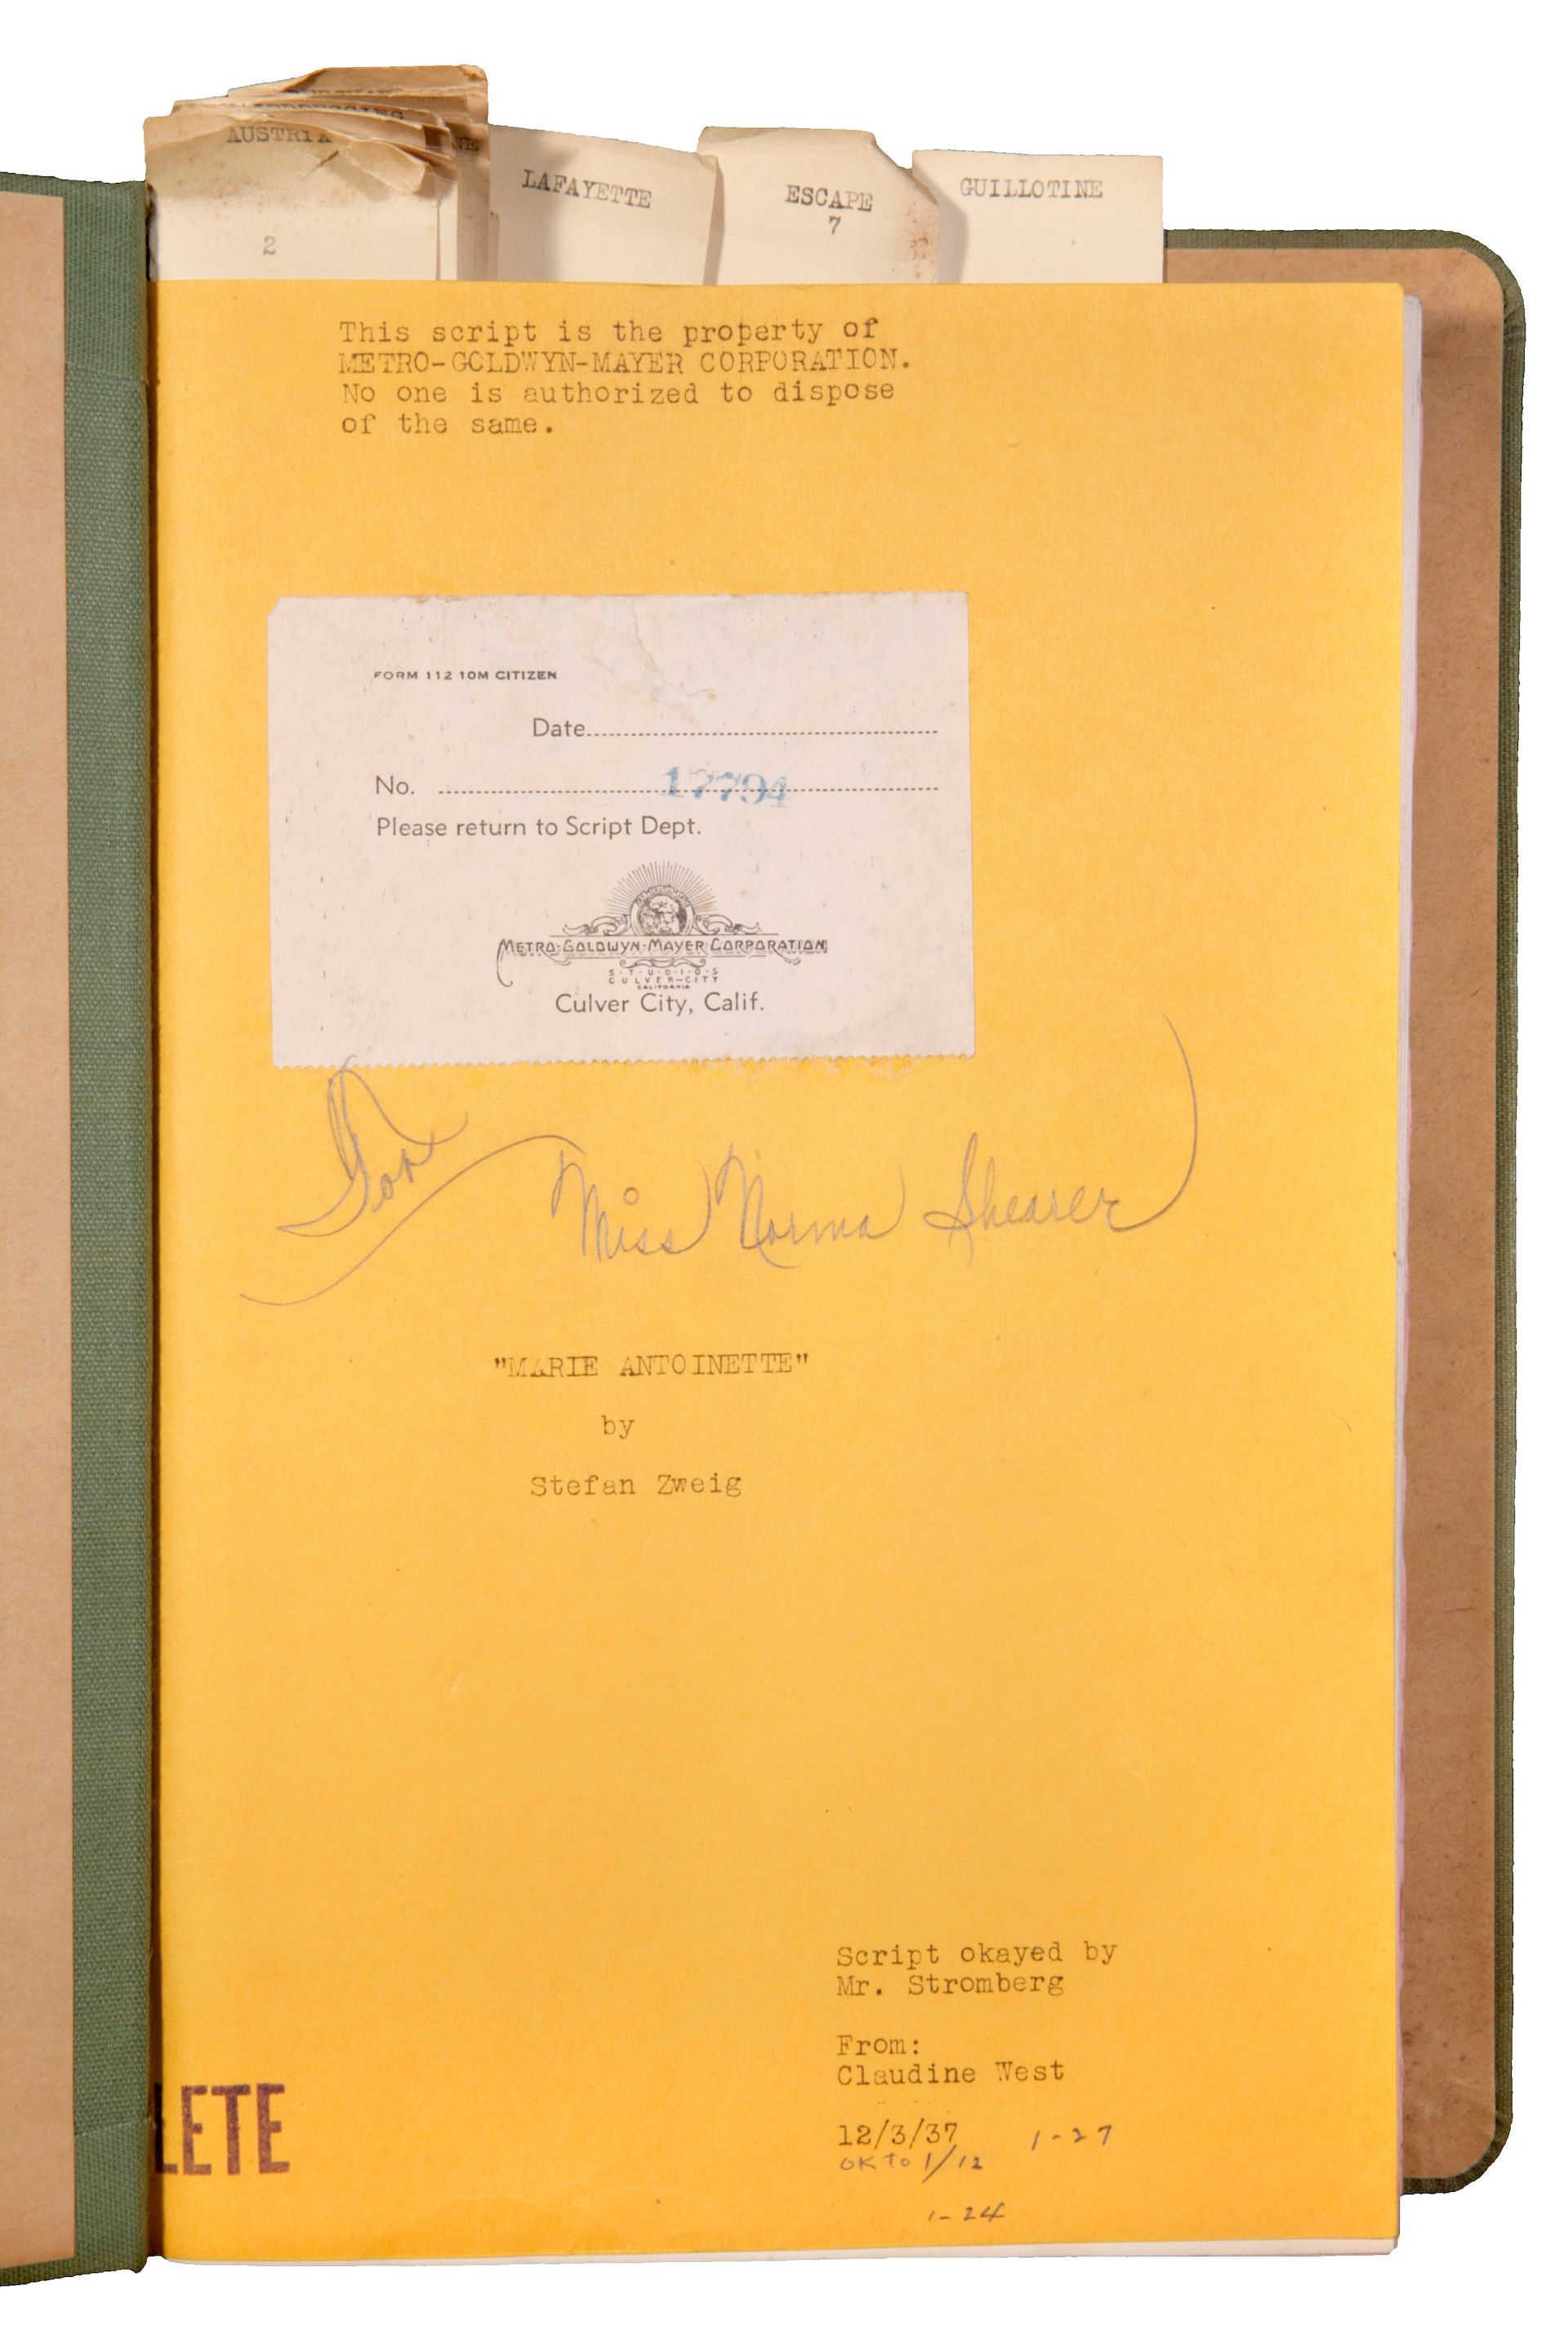 AUSTRIA
2
LAFAYETTE
ESCAPE
7
GUILLOTINE
This script is the property of
METRO-GOLDWYN-MAYER CORPORATION.
No one is authorized to dispose
of the same.
FORM 112 10M CITIZEN
Date
No. 17794
Please return to Script Dept.
METRO-GOLDWYN-MAYER CORPORATION
STUDIOS
CULVER-CITY
CALIFORNIA
Culver City, Calif.
For
Miss Norma Shearer
"MARIE ANTOINETTE"
by
Stefan Zweig
Script okayed by
Mr. Stromberg
From:
Claudine West
12/3/37 1-27
OK TO 1/12
1-24
LETE